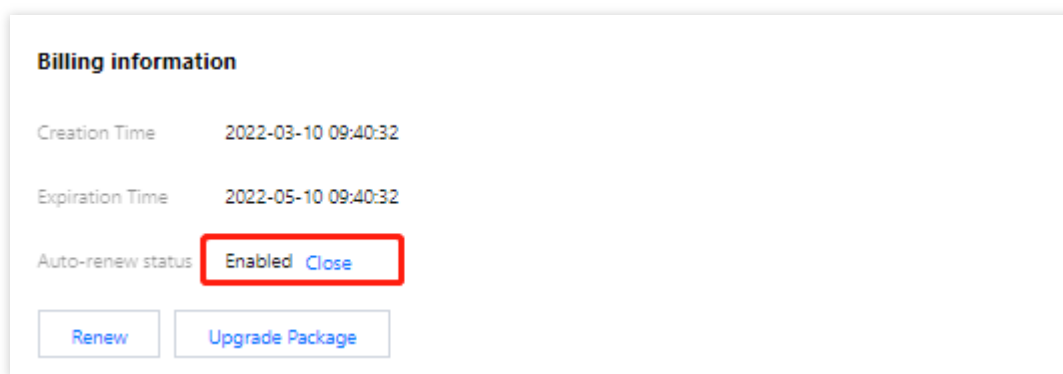 Billing information
Creation Time 2022-03-10 09:40:32
Expiration Time 2022-05-10 09:40:32
Auto-renew status Enabled Close
Renew Upgrade Package